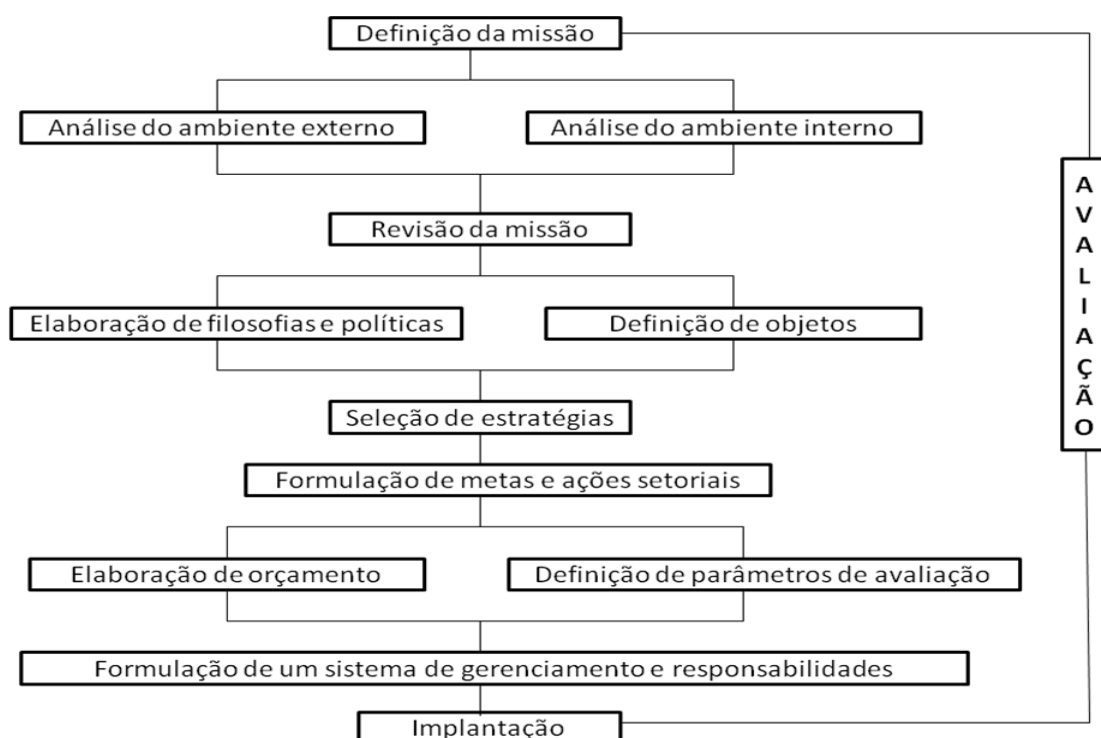 Definição da missão
Análise do ambiente externo
Análise do ambiente interno
Revisão da missão
Elaboração de filosofias e políticas
Definição de objetos
Seleção de estratégias
Formulação de metas e ações setoriais
Elaboração de orçamento
Definição de parâmetros de avaliação
Formulação de um sistema de gerenciamento e responsabilidades
Implantação
AVALIAÇÃO